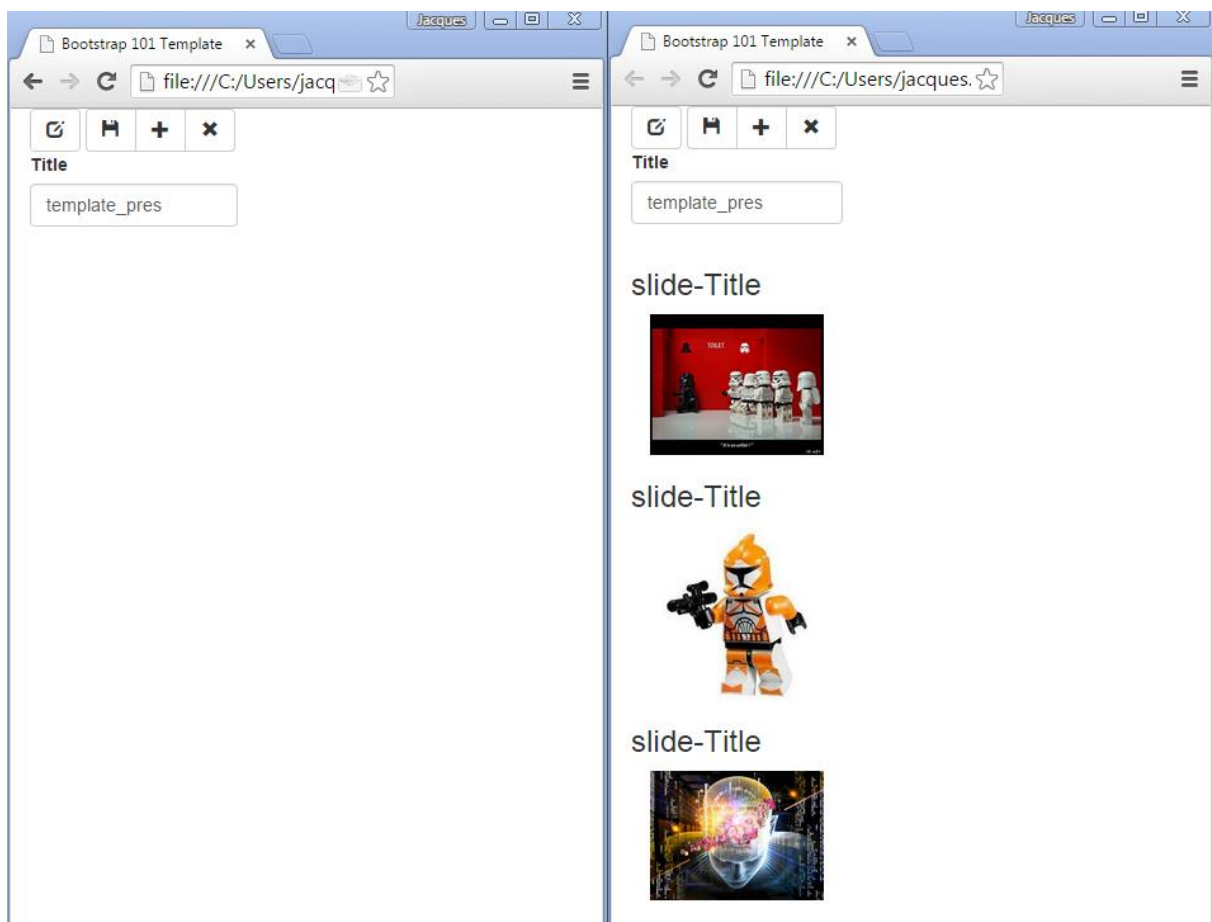 Jacques
Bootstrap 101 Template
file:///C:/Users/jacq
Title
template_pres
Jacques
Bootstrap 101 Template
file:///C:/Users/jacques.
Title
template_pres
slide-Title
TOILET
slide-Title
slide-Title